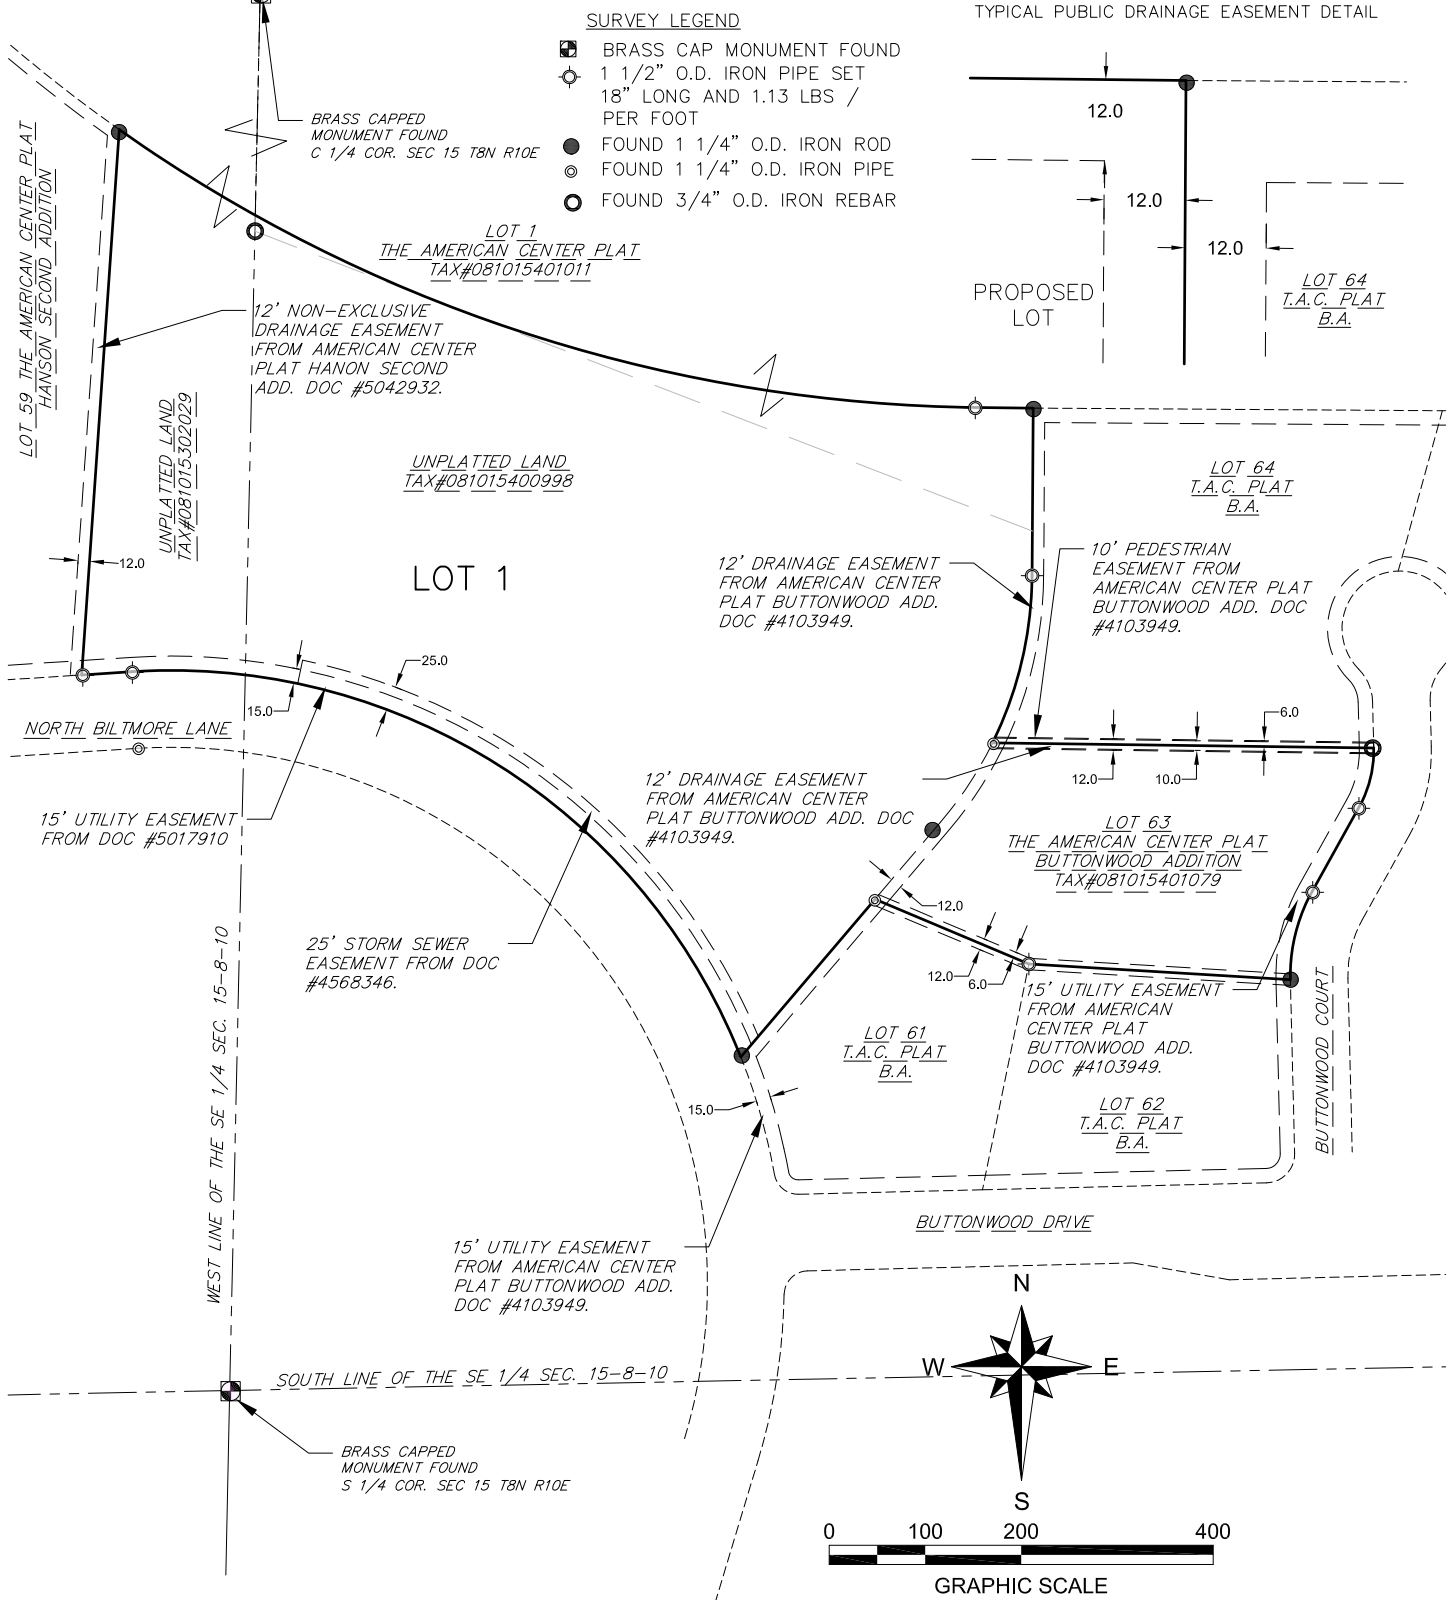 SURVEY LEGEND
BRASS CAP MONUMENT FOUND
1 1/2” O.D. IRON PIPE SET
18” LONG AND 1.13 LBS /
PER FOOT
FOUND 1 1/4” O.D. IRON ROD
FOUND 1 1/4” O.D. IRON PIPE
FOUND 3/4” O.D. IRON REBAR
TYPICAL PUBLIC DRAINAGE EASEMENT DETAIL
12.0
12.0
12.0
PROPOSED
LOT
LOT 64
T.A.C. PLAT
B.A.
BRASS CAPPED
MONUMENT FOUND
C 1/4 COR. SEC 15 T8N R10E
LOT 59 THE AMERICAN CENTER PLAT
HANSON SECOND ADDITION
LOT 1
THE AMERICAN CENTER PLAT
TAX#081015401011
12’ NON-EXCLUSIVE
DRAINAGE EASEMENT
FROM AMERICAN CENTER
PLAT HANON SECOND
ADD. DOC #5042932.
UNPLATTED LAND
TAX#081015302029
UNPLATTED LAND
TAX#081015400998
LOT 64
T.A.C. PLAT
B.A.
12.0
LOT 1
12’ DRAINAGE EASEMENT
FROM AMERICAN CENTER
PLAT BUTTONWOOD ADD.
DOC #4103949.
10’ PEDESTRIAN
EASEMENT FROM
AMERICAN CENTER PLAT
BUTTONWOOD ADD. DOC
#4103949.
25.0
15.0
6.0
NORTH BILTMORE LANE
12.0
10.0
12’ DRAINAGE EASEMENT
FROM AMERICAN CENTER
PLAT BUTTONWOOD ADD. DOC
#4103949.
15’ UTILITY EASEMENT
FROM DOC #5017910
LOT 63
THE AMERICAN CENTER PLAT
BUTTONWOOD ADDITION
TAX#081015401079
12.0
25’ STORM SEWER
EASEMENT FROM DOC
#4568346.
12.0
6.0
15’ UTILITY EASEMENT
FROM AMERICAN
CENTER PLAT
BUTTONWOOD ADD.
DOC #4103949.
WEST LINE OF THE SE 1/4 SEC. 15-8-10
BUTTONWOOD COURT
LOT 61
T.A.C. PLAT
B.A.
15.0
LOT 62
T.A.C. PLAT
B.A.
BUTTONWOOD DRIVE
15’ UTILITY EASEMENT
FROM AMERICAN CENTER
PLAT BUTTONWOOD ADD.
DOC #4103949.
N
W
E
S
SOUTH LINE OF THE SE 1/4 SEC. 15-8-10
BRASS CAPPED
MONUMENT FOUND
S 1/4 COR. SEC 15 T8N R10E
0 100 200 400
GRAPHIC SCALE